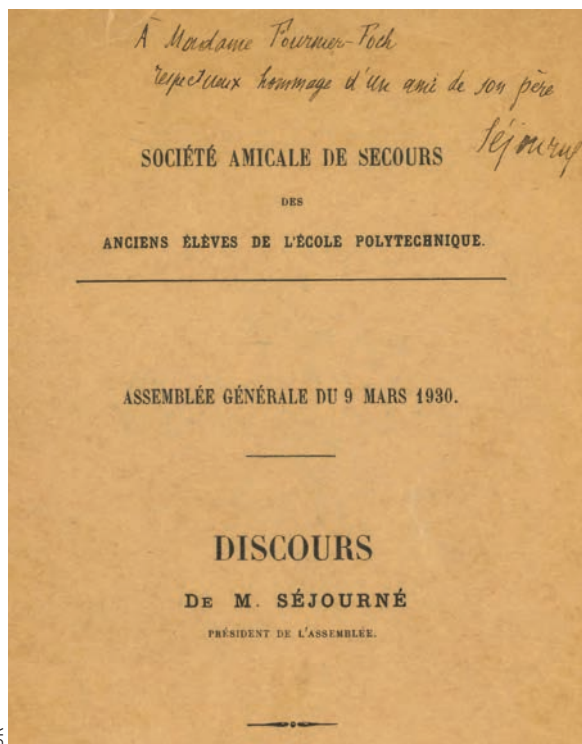 À Madame Fournier-Foch
respectueux hommage d'un ami de son père
Séjourné
SOCIÉTÉ AMICALE DE SECOURS
DES
ANCIENS ÉLÈVES DE L'ÉCOLE POLYTECHNIQUE.
ASSEMBLÉE GÉNÉRALE DU 9 MARS 1930.
DISCOURS
DE M. SÉJOURNÉ
PRÉSIDENT DE L'ASSEMBLÉE.